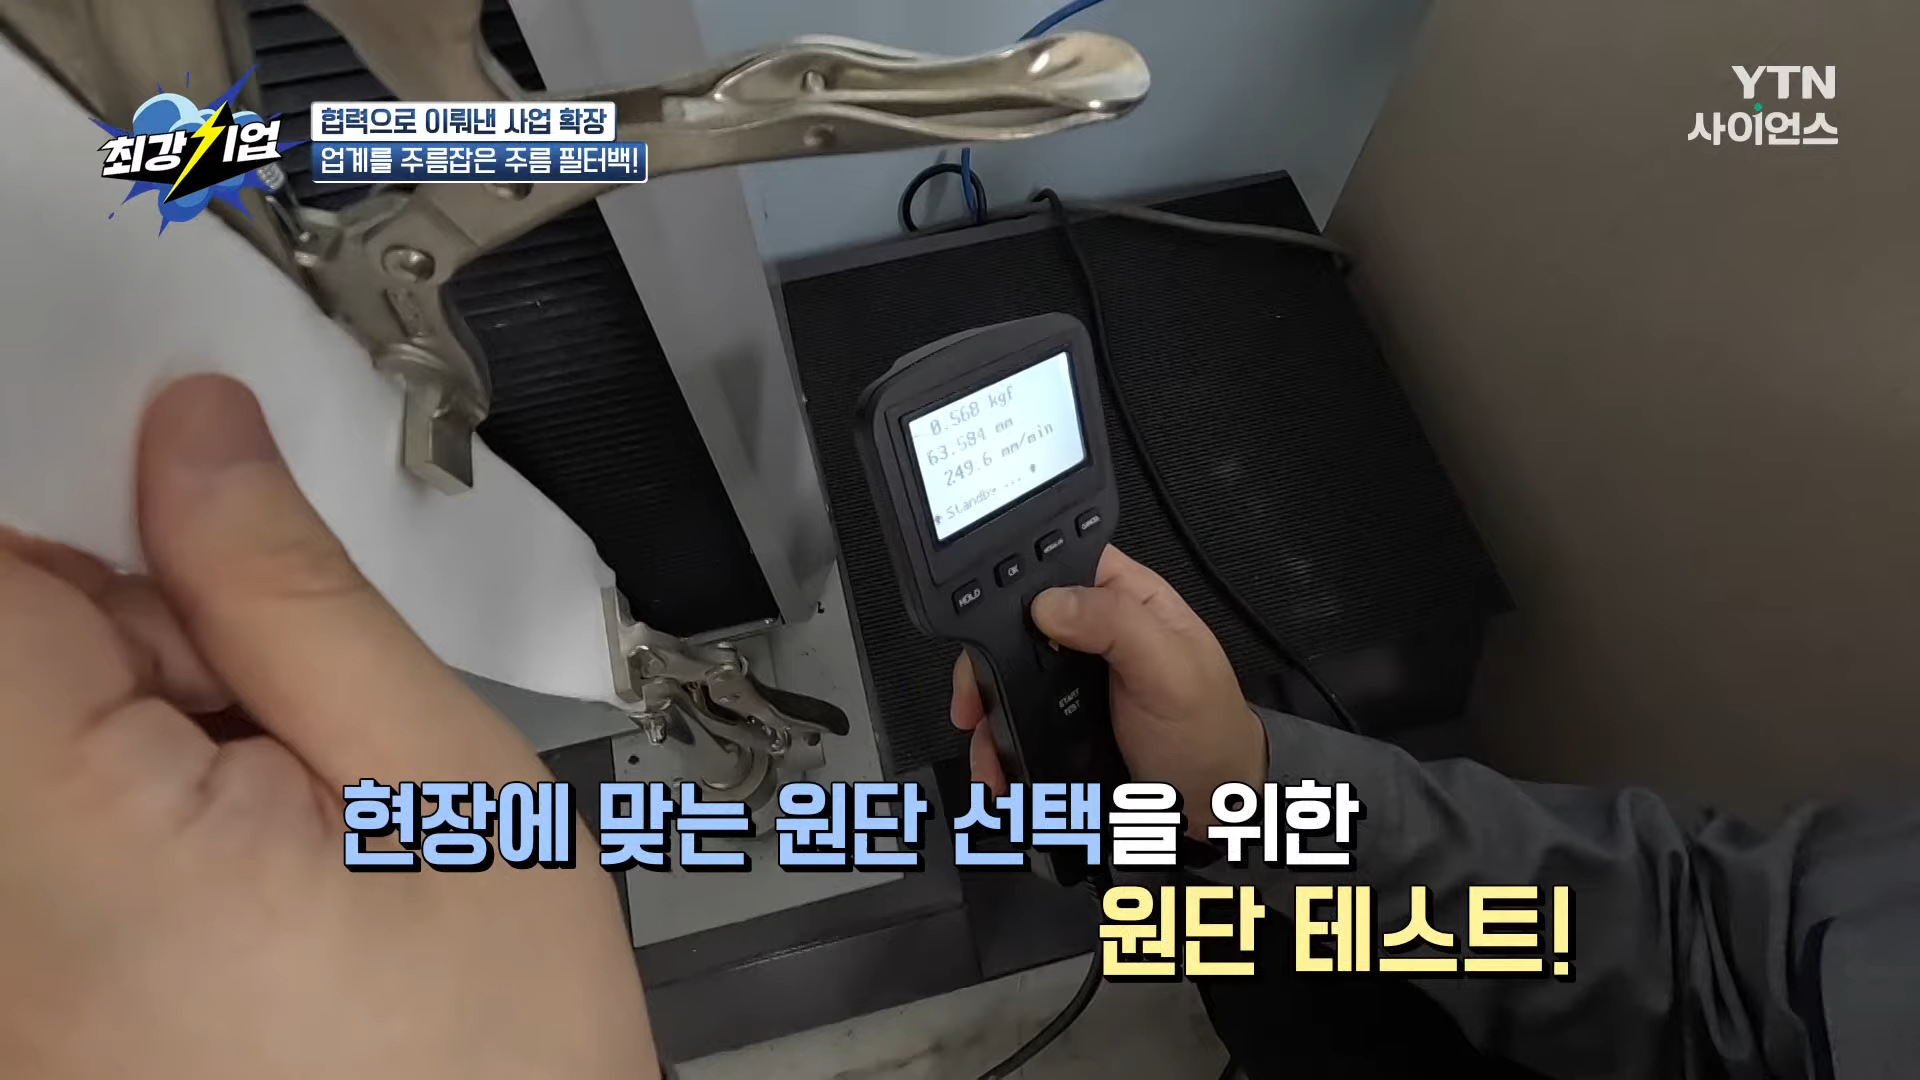 최강기업
협력으로 이뤄낸 사업 확장
업계를 주름잡은 주름 필터백!
YTN
사이언스
- 0.568 kgf
63.584 mm
249.6 mm/min
Standby ...
HOLD
OK
START
TEST
현장에 맞는 원단 선택을 위한
원단 테스트!